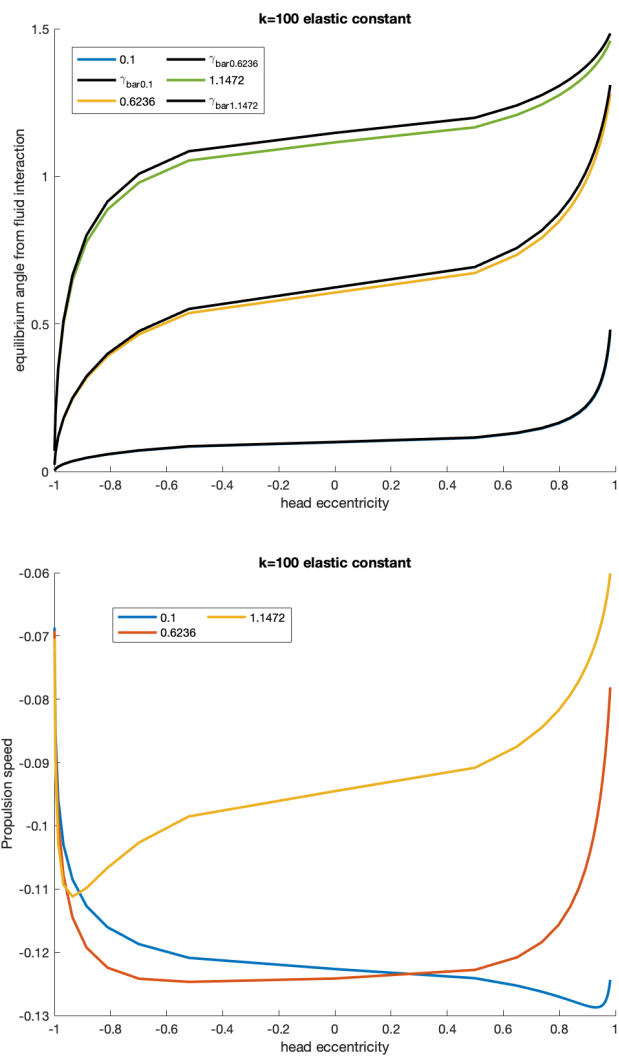 k=100 elastic constant
1.5
1
0.5
0
equilibrium angle from fluid interaction
0.1
γbar0.1
0.6236
γbar0.6236
1.1472
γbar1.1472
-1 -0.8 -0.6 -0.4 -0.2 0 0.2 0.4 0.6 0.8 1
head eccentricity
k=100 elastic constant
-0.06
-0.07
-0.08
-0.09
-0.1
-0.11
-0.12
-0.13
Propulsion speed
0.1
0.6236
1.1472
-1 -0.8 -0.6 -0.4 -0.2 0 0.2 0.4 0.6 0.8 1
head eccentricity